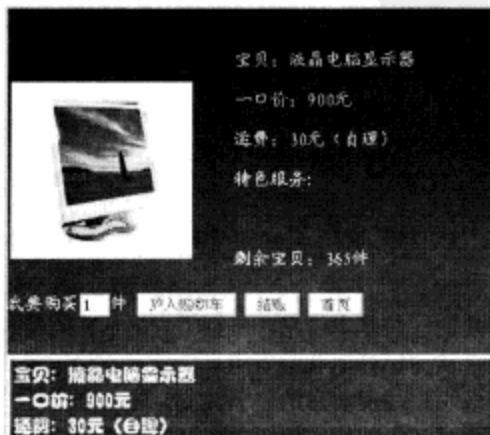 宝贝：液晶电脑显示器
一口价：900元
运费：30元（自理）
特色服务：
剩余宝贝：365件
我要购买 1 件 放入购物车 结账 首页
宝贝：液晶电脑显示器
一口价：900元
运费：30元（自理）